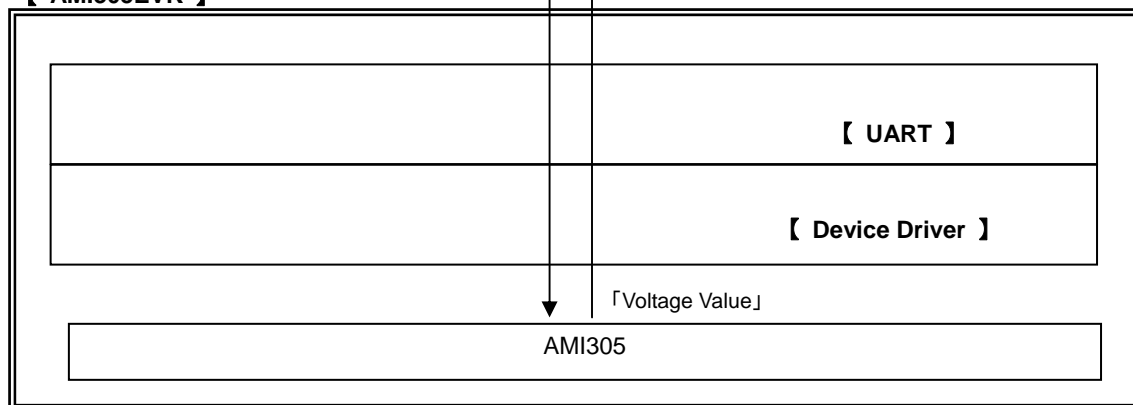 【 UART 】
【 Device Driver 】
「Voltage Value」
AMI305